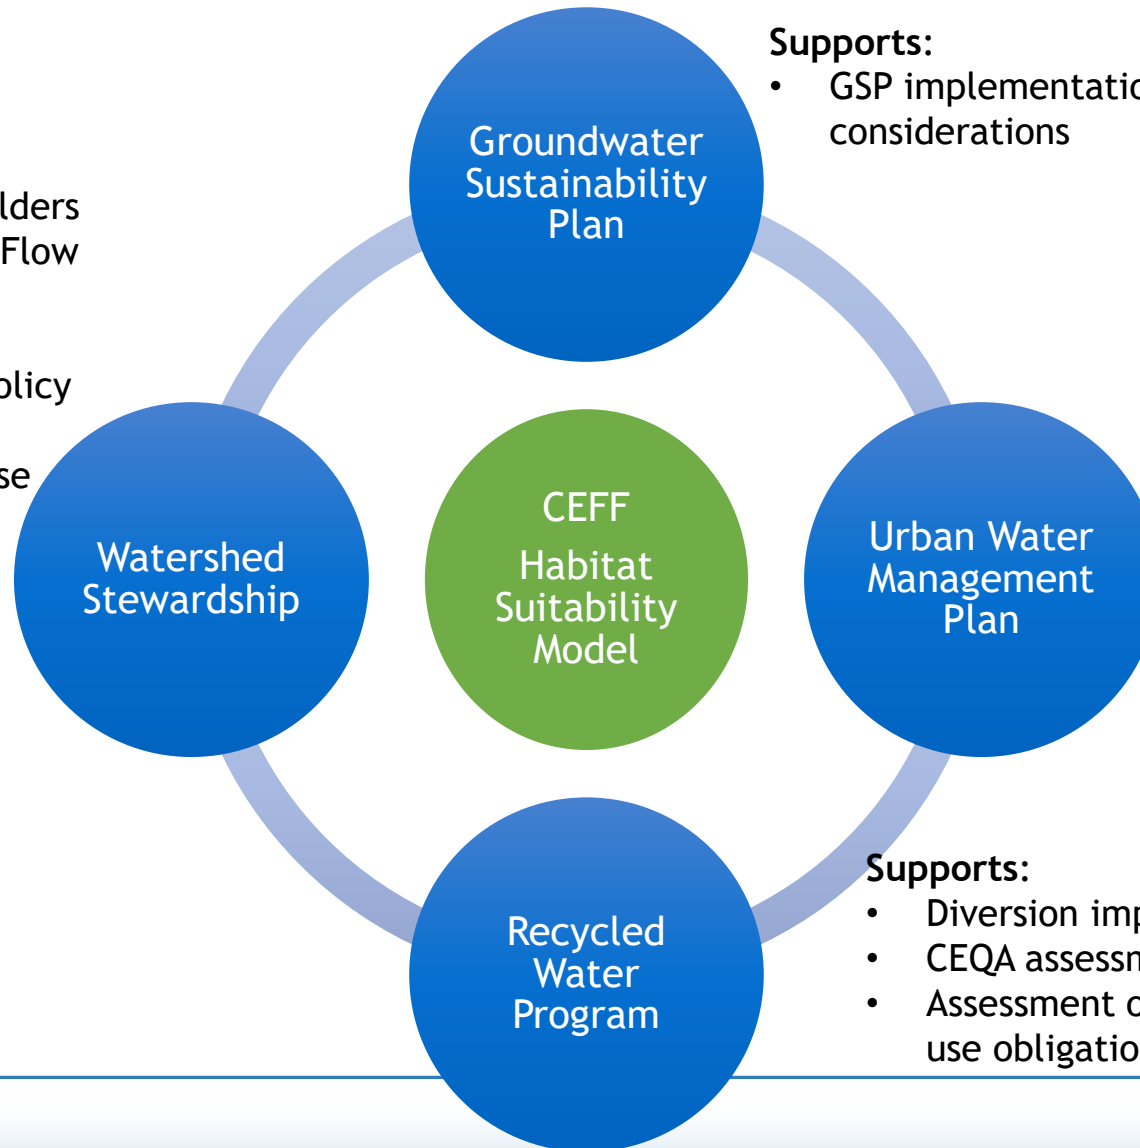 Supports:
• GSP implementatio
considerations
Groundwater
Sustainability
Plan
lders
Flow
olicy
se
Watershed
Stewardship
CEFF
Habitat
Suitability
Model
Urban Water
Management
Plan
Recycled
Water
Program
Supports:
• Diversion imp
• CEQA assessm
• Assessment o
use obligatio